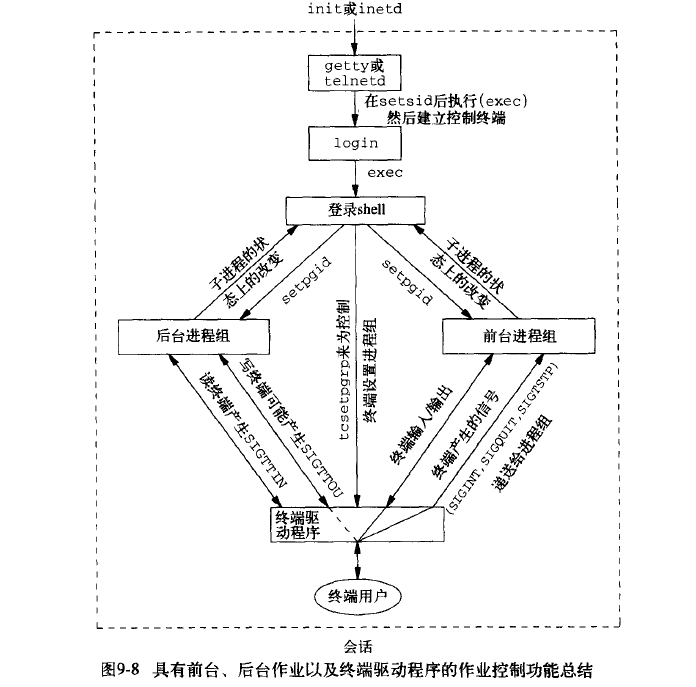 init或inetd
getty或
telnetd
在setsid后执行(exec)
然后建立控制终端
login
exec
登录shell
子进程的状
态上的改变
setpgid
setpgid
子进程的状
态上的改变
后台进程组
前台进程组
tcsetpgrp来为控制
终端设置进程组
读终端产生SIGTTIN
写终端可能产生SIGTTOU
终端输入/输出
终端产生的信号
(SIGINT,SIGQUIT,SIGTSTP)
递送给进程组
终端驱
动程序
终端用户
会话
图9-8 具有前台、后台作业以及终端驱动程序的作业控制功能总结